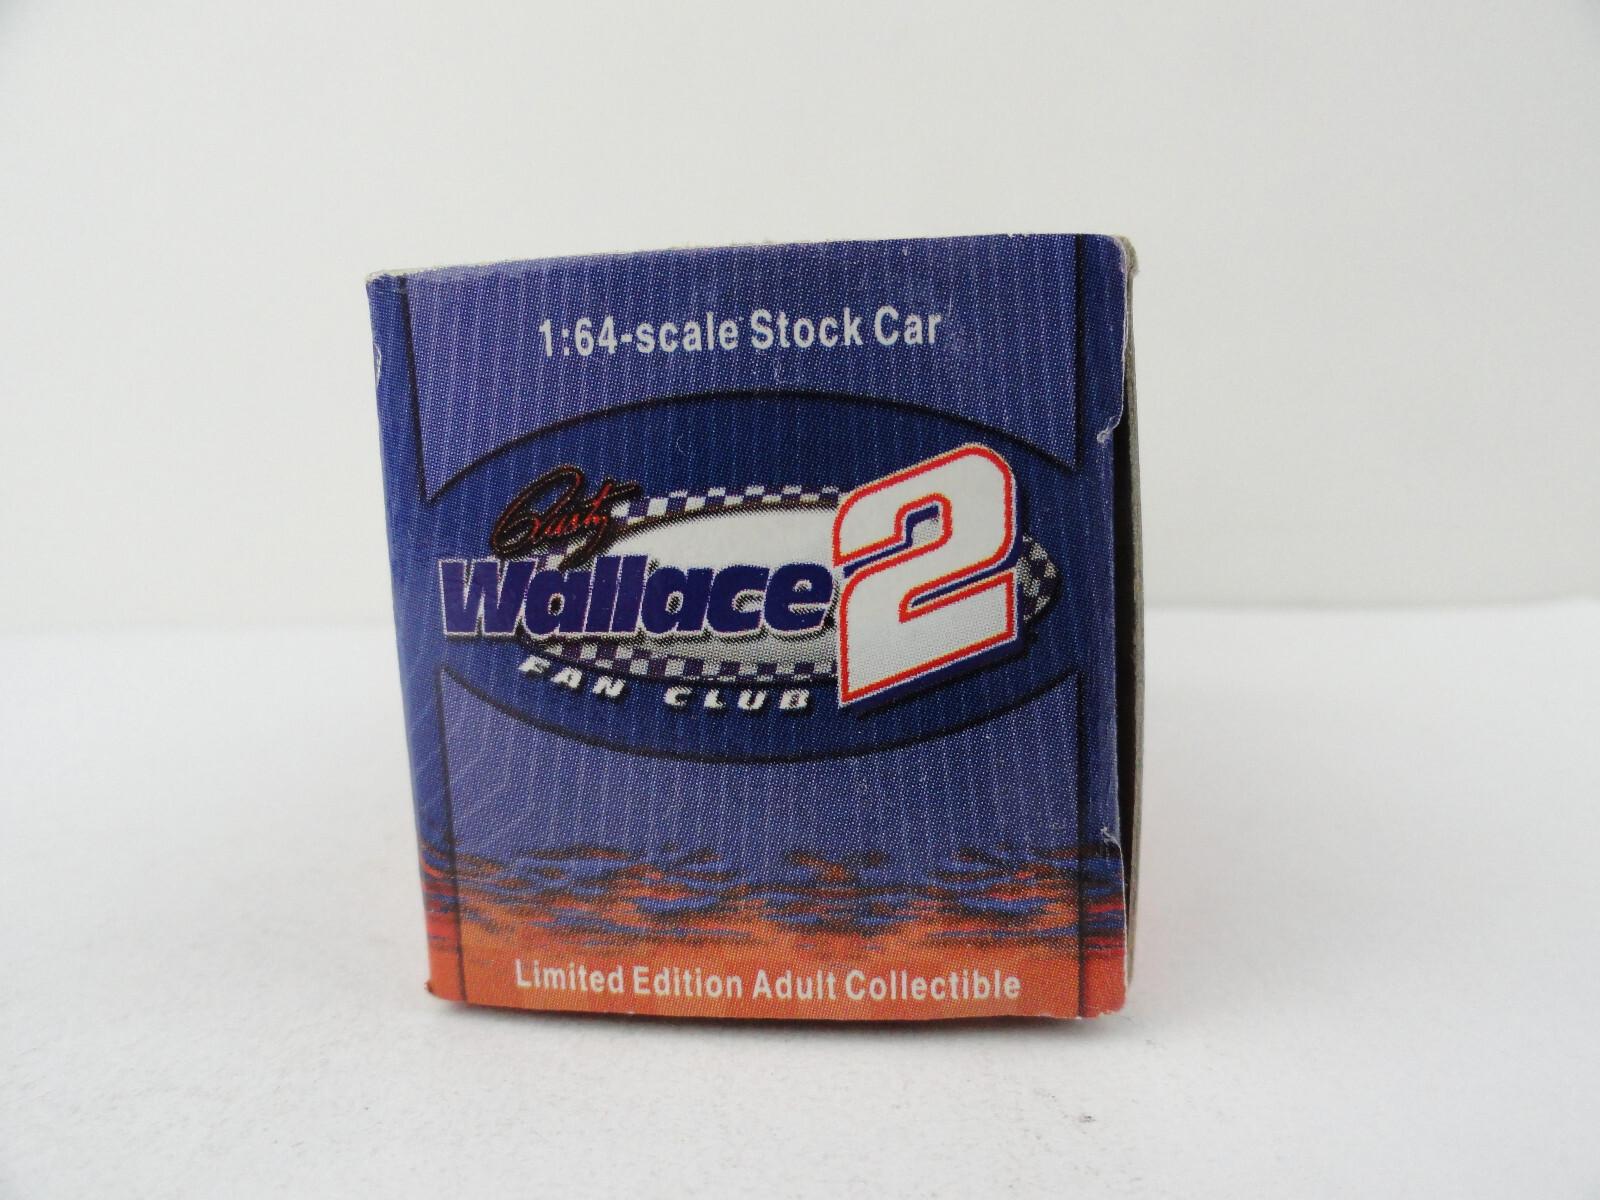 1:64-scale Stock Car
Rusty
Wallace 2
FAN CLUB
Limited Edition Adult Collectible